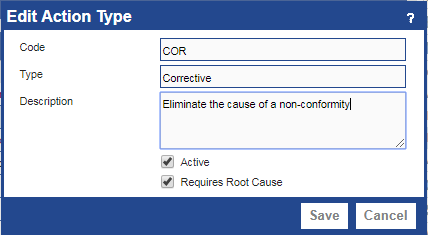 Edit Action Type ?
Code COR
Type Corrective
Description Eliminate the cause of a non-conformity
Active
Requires Root Cause
Save Cancel